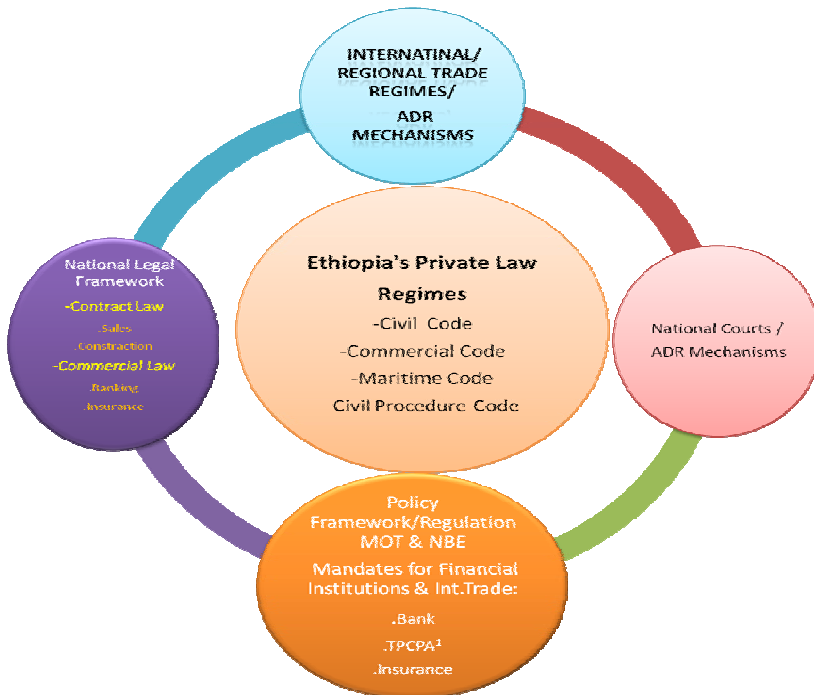 INTERNATINAL/
REGIONAL TRADE
REGIMES/
ADR
MECHANISMS
National Legal
Framework
-Contract Law
.Sales
.Constraction
-Commercial Law
.Banking
.Insurance
Ethiopia's Private Law
Regimes
-Civil Code
-Commercial Code
-Maritime Code
Civil Procedure Code
National Courts /
ADR Mechanisms
Policy
Framework/Regulation
MOT & NBE
Mandates for Financial
Institutions & Int.Trade:
.Bank
.TPCPA¹
.Insurance